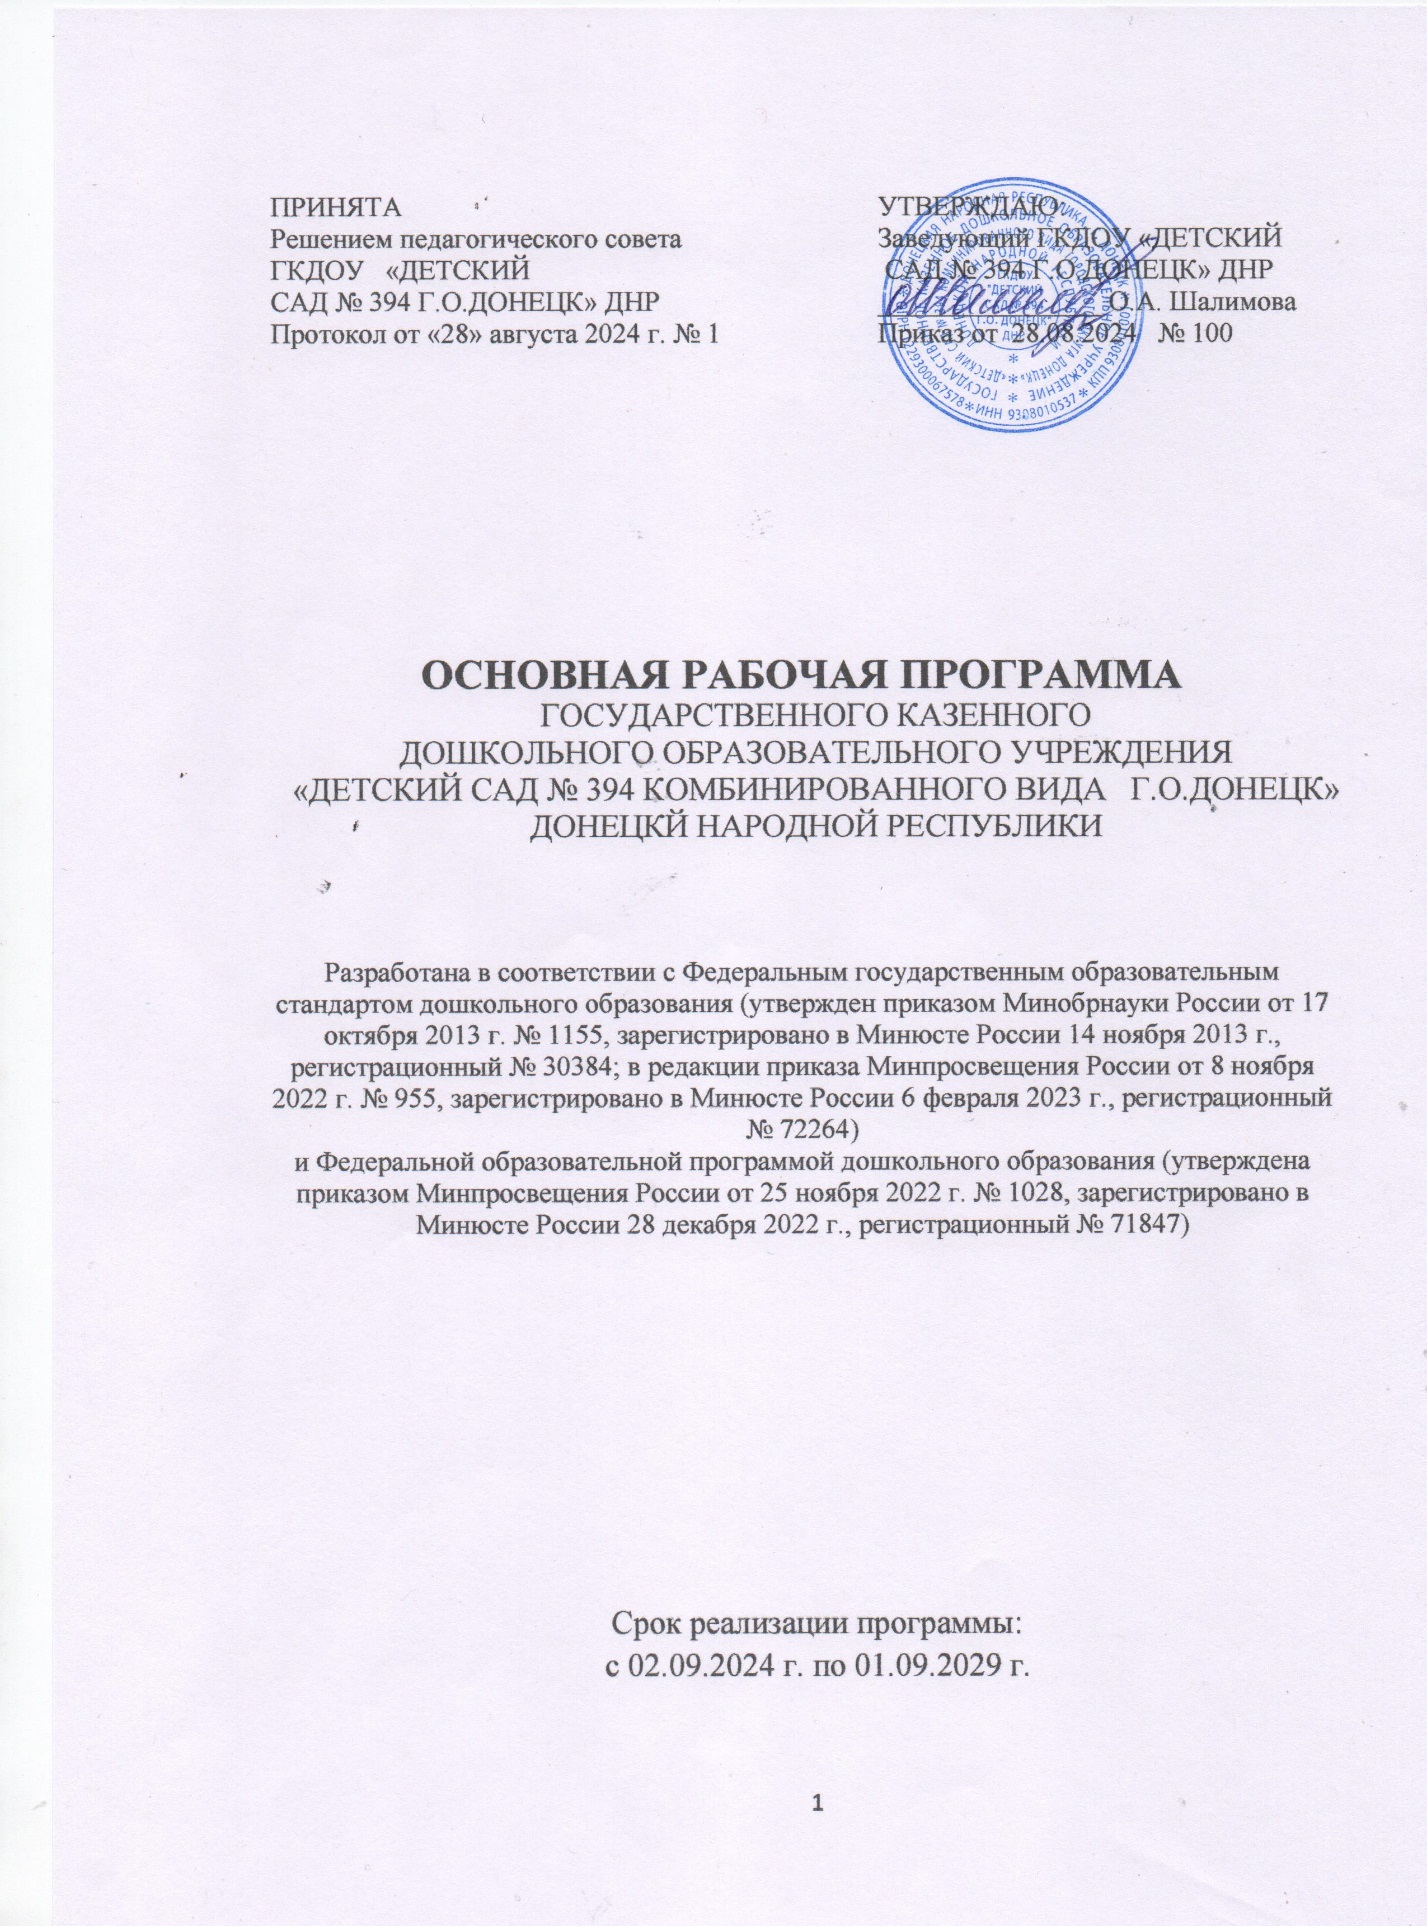 ПРИНЯТА
Решением педагогического совета
ГКДОУ «ДЕТСКИЙ
САД № 394 Г.О.ДОНЕЦК» ДНР
Протокол от «28» августа 2024 г. № 1
УТВЕРЖДАЮ
Заведующий ГКДОУ «ДЕТСКИЙ
САД № 394 Г.О.ДОНЕЦК» ДНР
О.А. Шалимова
Приказ от 28.08.2024 № 100
ИНН 9308010537
ГКДОУ
"ДЕТСКИЙ
Г.О. ДОНЕЦК"
ДНР
ОСНОВНАЯ РАБОЧАЯ ПРОГРАММА
ГОСУДАРСТВЕННОГО КАЗЕННОГО
ДОШКОЛЬНОГО ОБРАЗОВАТЕЛЬНОГО УЧРЕЖДЕНИЯ
«ДЕТСКИЙ САД № 394 КОМБИНИРОВАННОГО ВИДА Г.О.ДОНЕЦК»
ДОНЕЦКЙ НАРОДНОЙ РЕСПУБЛИКИ
Разработана в соответствии с Федеральным государственным образовательным
стандартом дошкольного образования (утвержден приказом Минобрнауки России от 17
октября 2013 г. № 1155, зарегистрировано в Минюсте России 14 ноября 2013 г.,
регистрационный № 30384; в редакции приказа Минпросвещения России от 8 ноября
2022 г. № 955, зарегистрировано в Минюсте России 6 февраля 2023 г., регистрационный
№ 72264)
и Федеральной образовательной программой дошкольного образования (утверждена
приказом Минпросвещения России от 25 ноября 2022 г. № 1028, зарегистрировано в
Минюсте России 28 декабря 2022 г., регистрационный № 71847)
Срок реализации программы:
с 02.09.2024 г. по 01.09.2029 г.
1